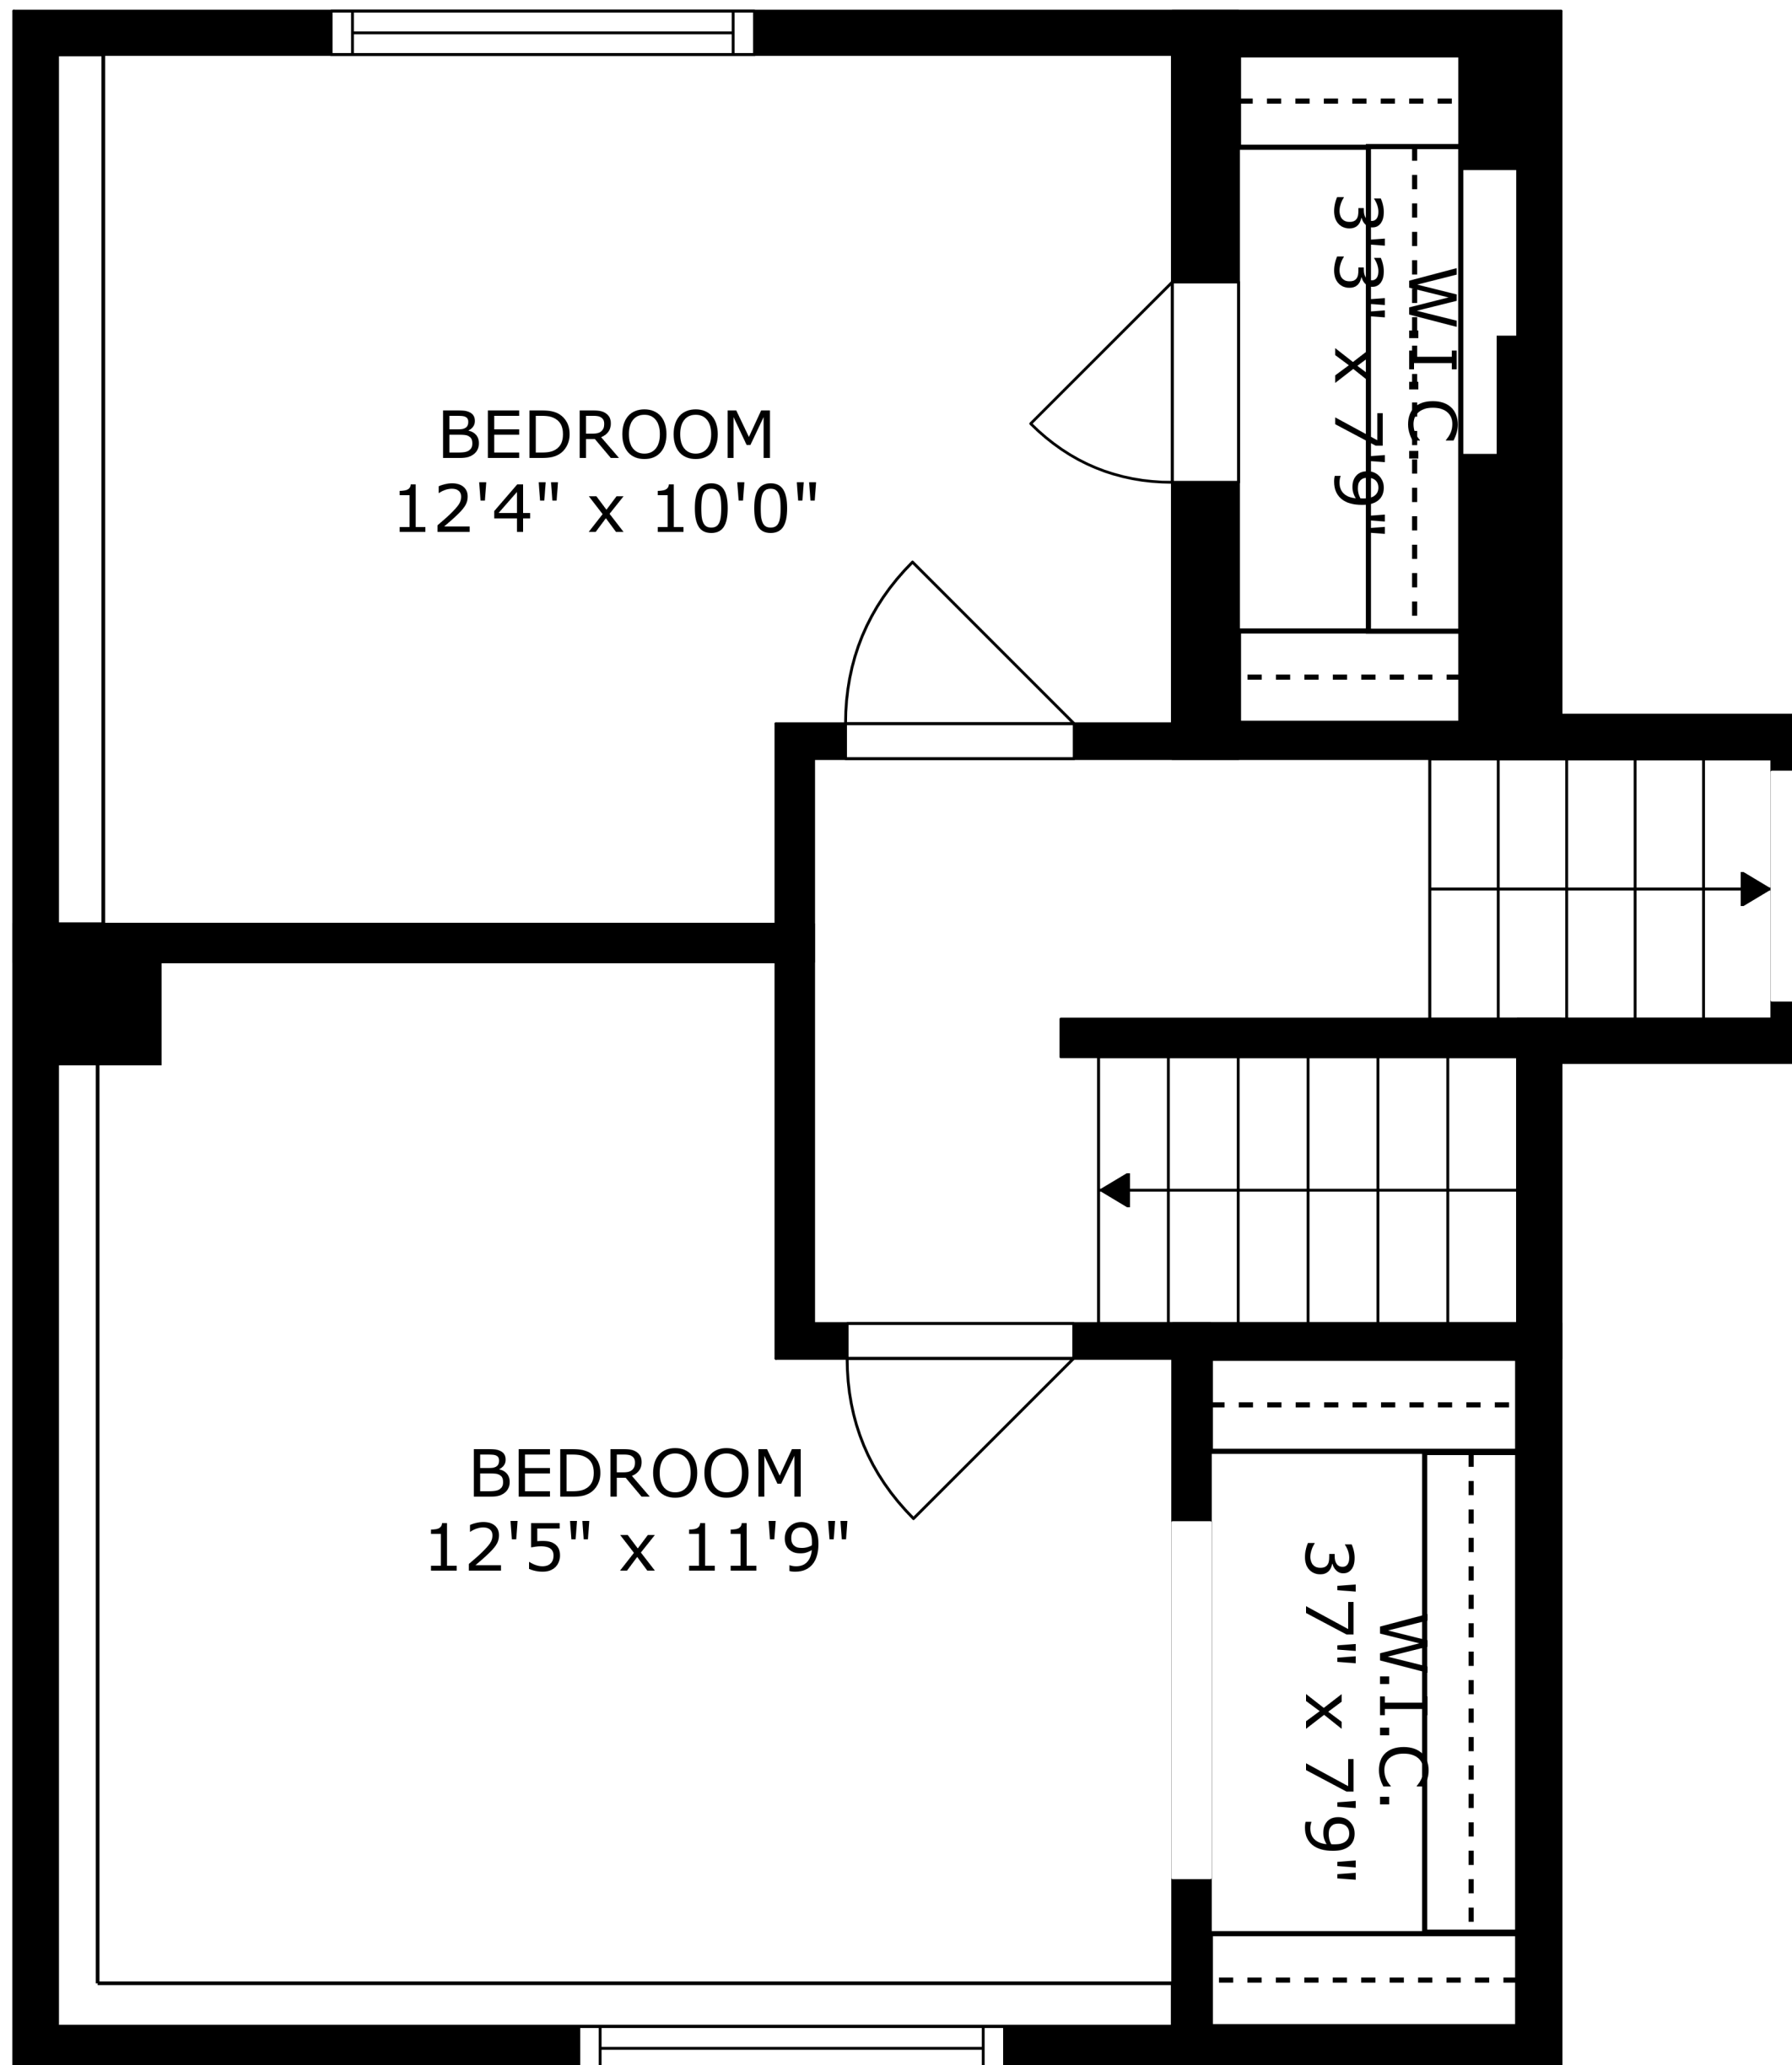 BEDROOM
12'4" x 10'0"
W.I.C.
3'3" x 7'9"
BEDROOM
12'5" x 11'9"
W.I.C.
3'7" x 7'9"